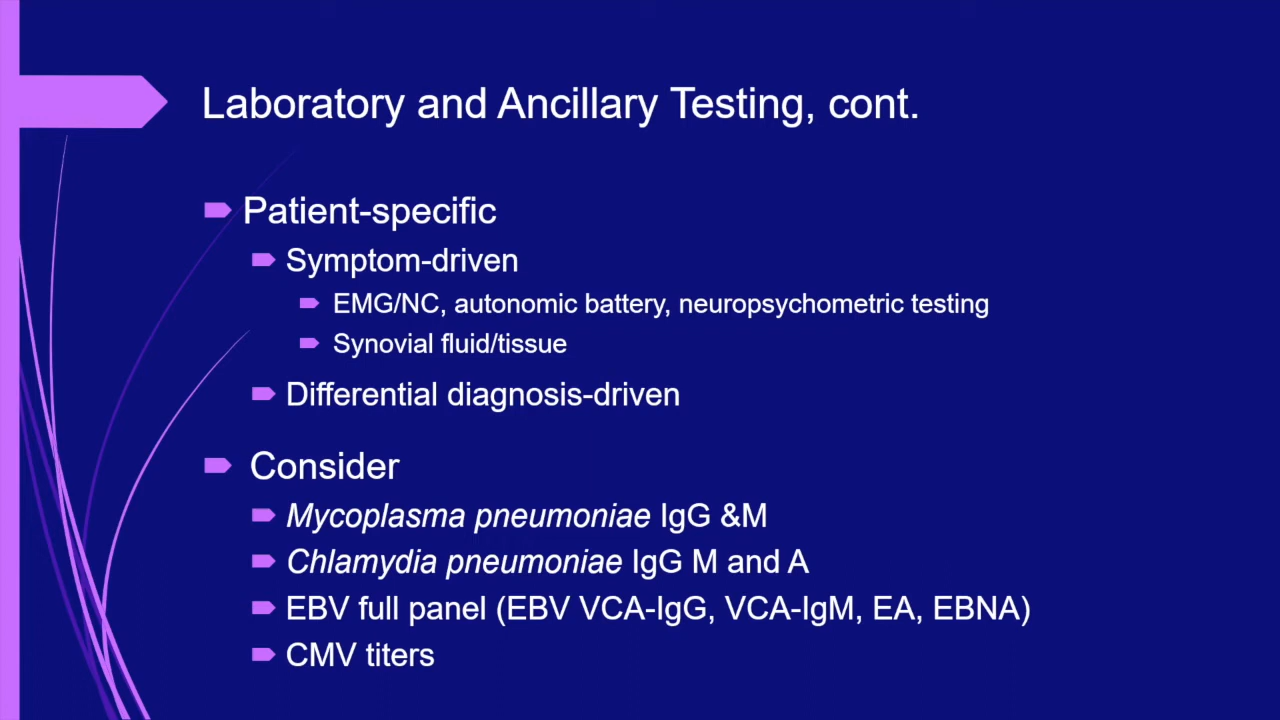 Laboratory and Ancillary Testing, cont.
Patient-specific
Symptom-driven
EMG/NC, autonomic battery, neuropsychometric testing
Synovial fluid/tissue
Differential diagnosis-driven
Consider
Mycoplasma pneumoniae IgG &M
Chlamydia pneumoniae IgG M and A
EBV full panel (EBV VCA-IgG, VCA-IgM, EA, EBNA)
CMV titers